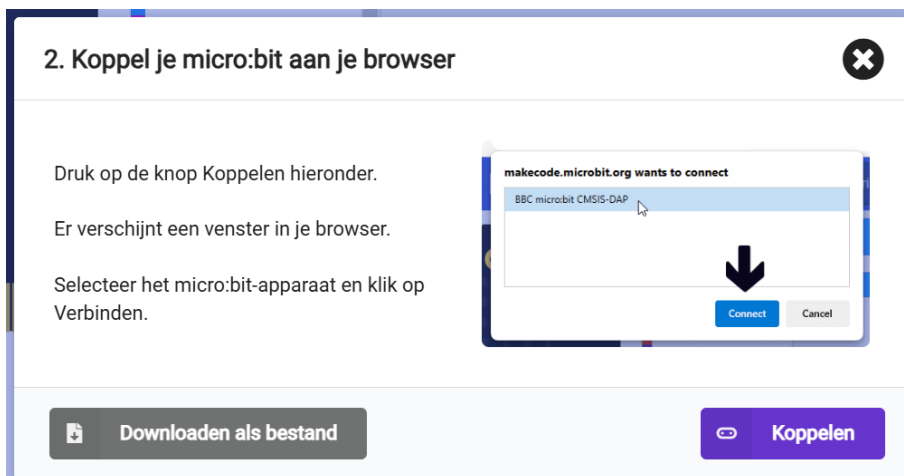 2. Koppel je micro:bit aan je browser
Druk op de knop Koppelen hieronder.
Er verschijnt een venster in je browser.
Selecteer het micro:bit-apparaat en klik op
Verbinden.
makecode.microbit.org wants to connect
BBC micro:bit CMSIS-DAP
Connect
Cancel
Downloaden als bestand
Koppelen